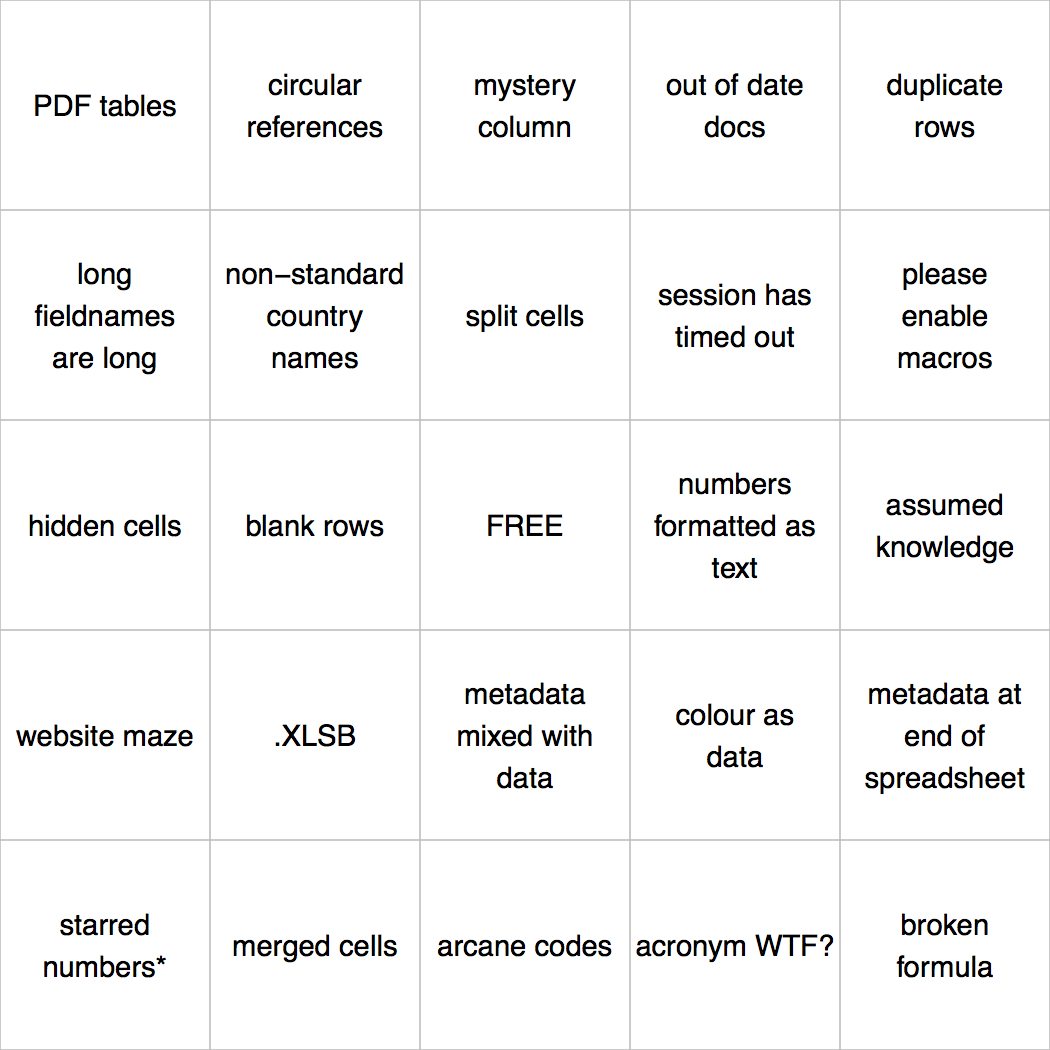 PDF tables
circular
references
mystery
column
out of date
docs
duplicate
rows
long
fieldnames
are long
non−standard
country
names
split cells
session has
timed out
please
enable
macros
hidden cells
blank rows
FREE
numbers
formatted as
text
assumed
knowledge
website maze
.XLSB
metadata
mixed with
data
colour as
data
metadata at
end of
spreadsheet
starred
numbers*
merged cells
arcane codes
acronym WTF?
broken
formula